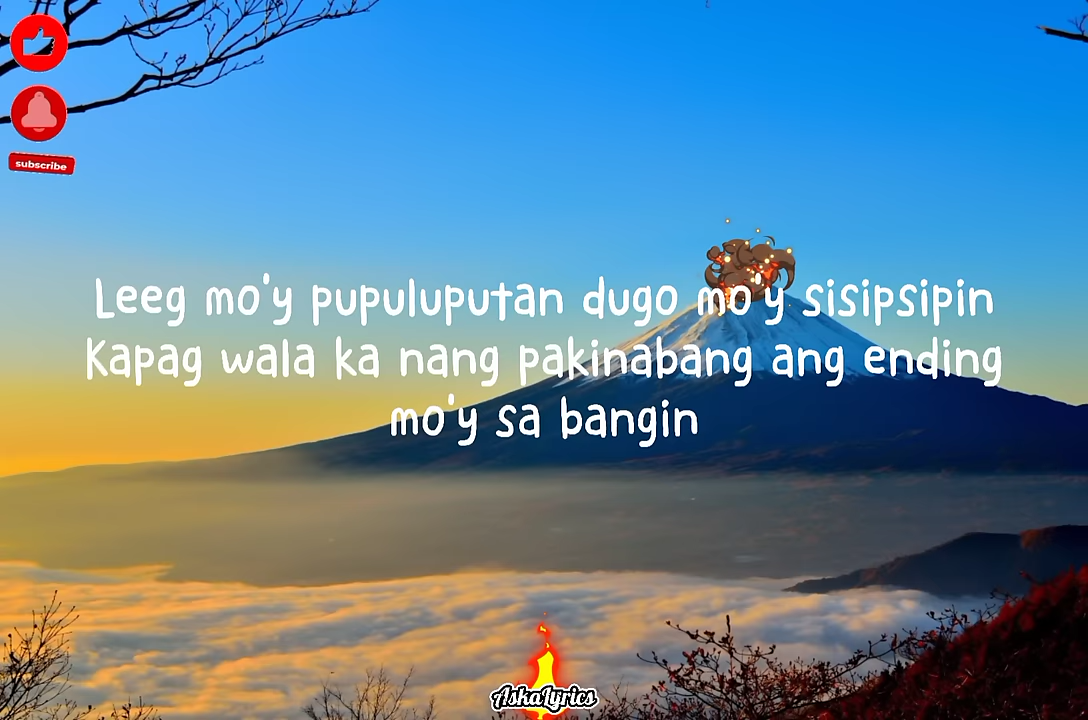 subscribe
Leeg mo'y pupuluputan dugo mo'y sisipsipin
Kapag wala ka nang pakinabang ang ending
mo'y sa bangin
AskaLyrics